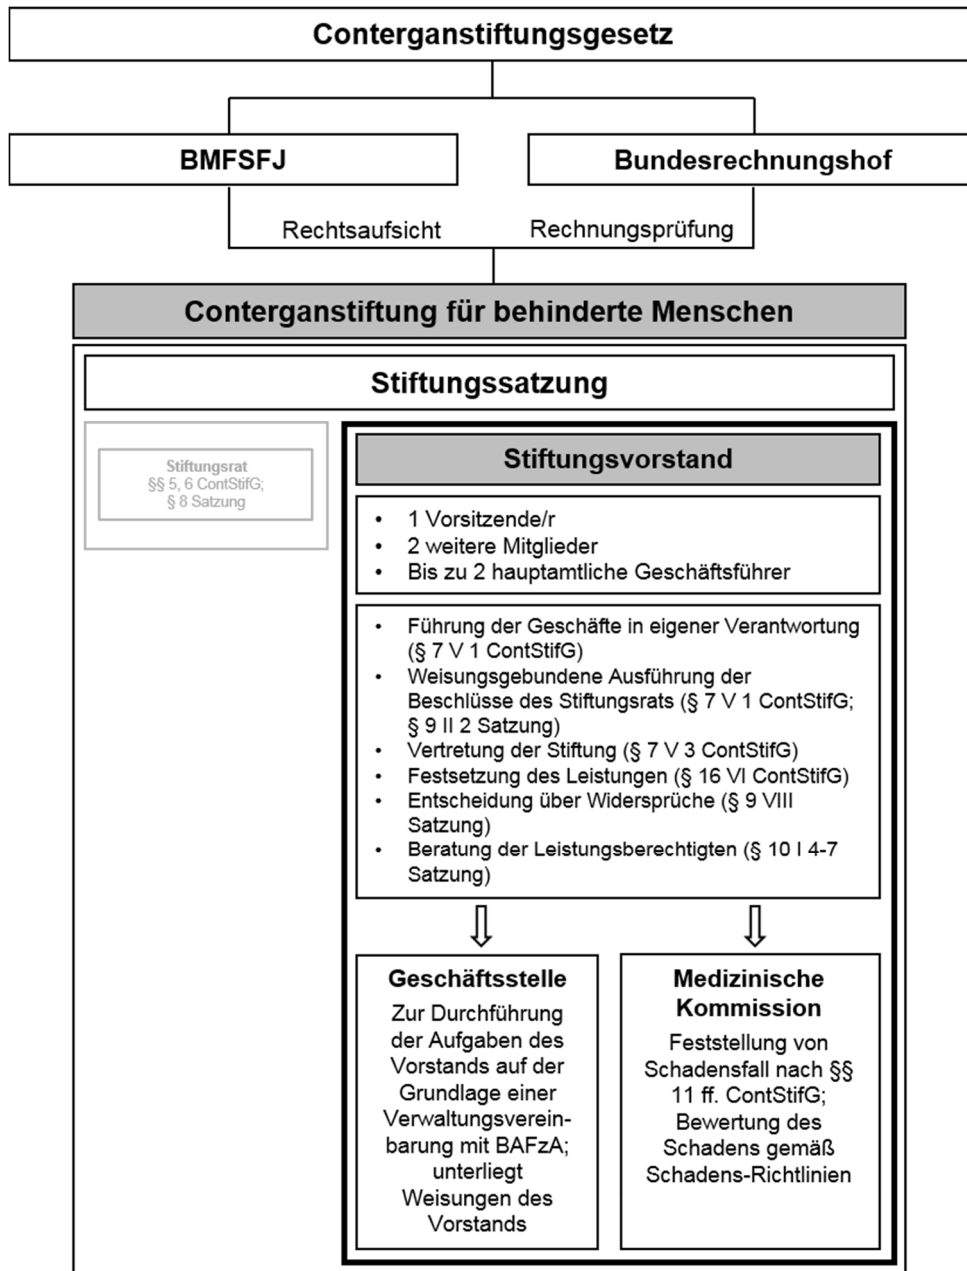 Conterganstiftungsgesetz
BMFSFJ
Bundesrechnungshof
Rechtsaufsicht
Rechnungsprüfung
Conterganstiftung für behinderte Menschen
Stiftungssatzung
Stiftungsrat
§§ 5, 6 ContStifG;
§ 8 Satzung
Stiftungsvorstand
• 1 Vorsitzende/r
• 2 weitere Mitglieder
• Bis zu 2 hauptamtliche Geschäftsführer
• Führung der Geschäfte in eigener Verantwortung
(§ 7 V 1 ContStifG)
• Weisungsgebundene Ausführung der
Beschlüsse des Stiftungsrats (§ 7 V 1 ContStifG;
§ 9 II 2 Satzung)
• Vertretung der Stiftung (§ 7 V 3 ContStifG)
• Festsetzung des Leistungen (§ 16 VI ContStifG)
• Entscheidung über Widersprüche (§ 9 VIII
Satzung)
• Beratung der Leistungsberechtigten (§ 10 I 4-7
Satzung)
Geschäftsstelle
Zur Durchführung
der Aufgaben des
Vorstands auf der
Grundlage einer
Verwaltungsverein-
barung mit BAFzA;
unterliegt
Weisungen des
Vorstands
Medizinische
Kommission
Feststellung von
Schadensfall nach §§
11 ff. ContStifG;
Bewertung des
Schadens gemäß
Schadens-Richtlinien